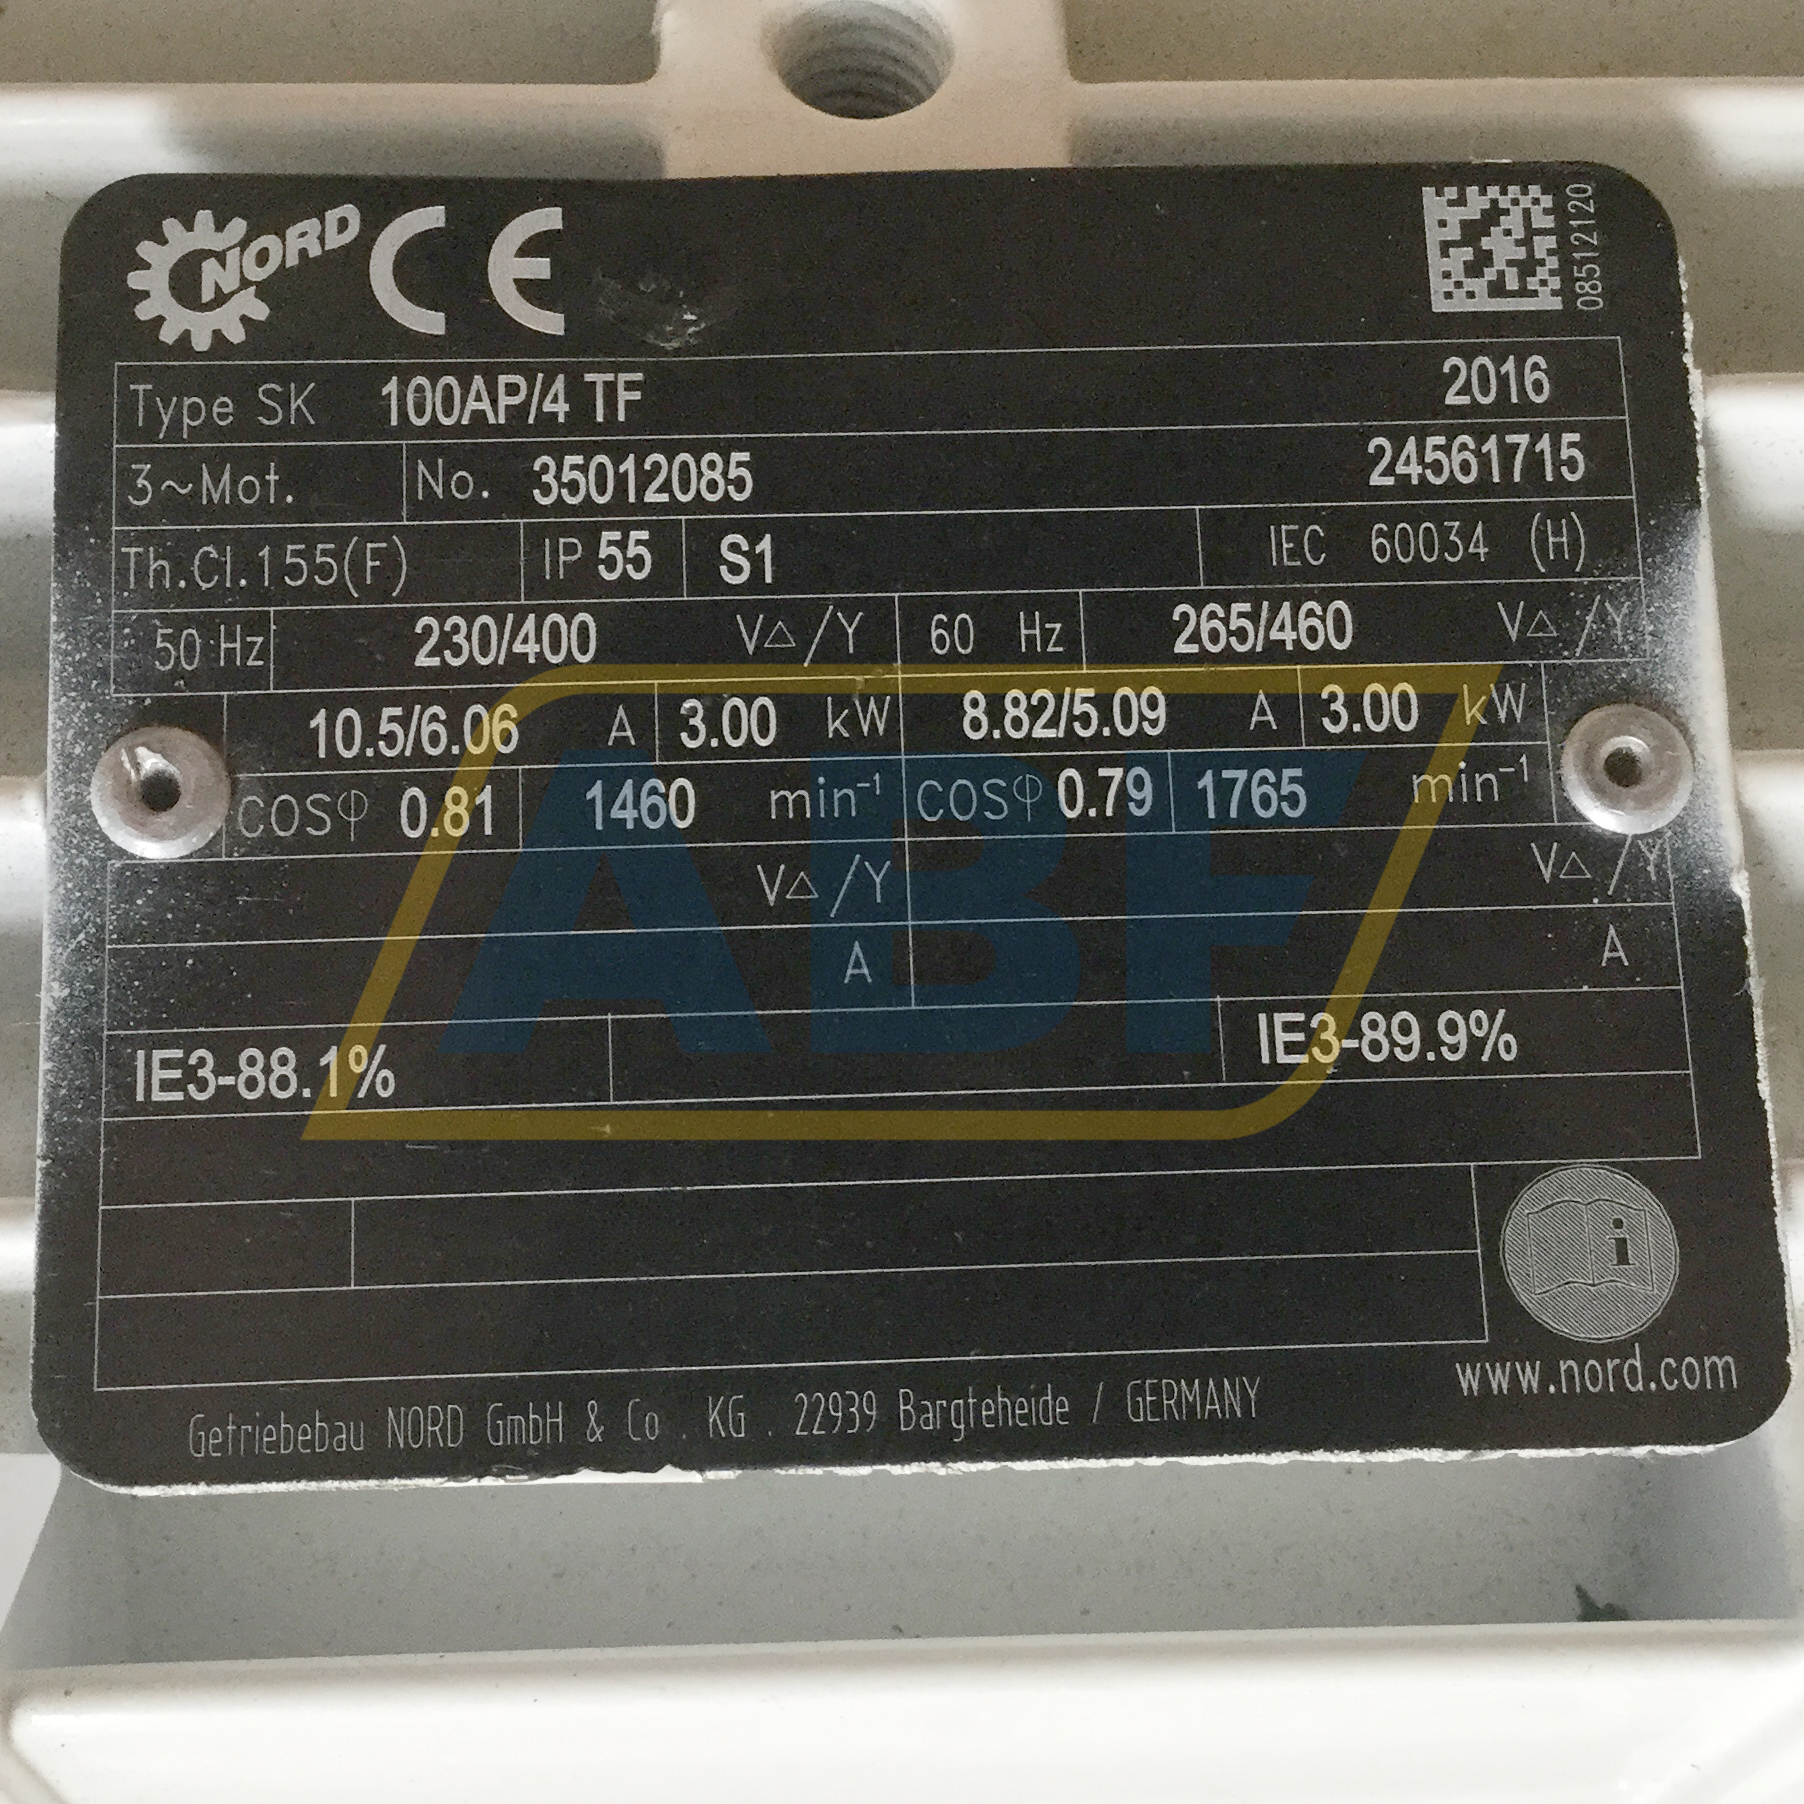 NORD CE
08512120
Type SK 100AP/4 TF 2016
3~Mot. No. 35012085 24561715
Th.Cl.155(F) IP 55 S1 IEC 60034 (H)
50 Hz 230/400 V△/Y 60 Hz 265/460 V△/Y
10.5/6.06 A 3.00 kW 8.82/5.09 A 3.00 kW
COSφ 0.81 1460 min⁻¹ COSφ 0.79 1765 min⁻¹
V△/Y V△/Y
A A
IE3-88.1% IE3-89.9%
ABF
i
www.nord.com
Getriebebau NORD GmbH & Co . KG . 22939 Bargteheide / GERMANY